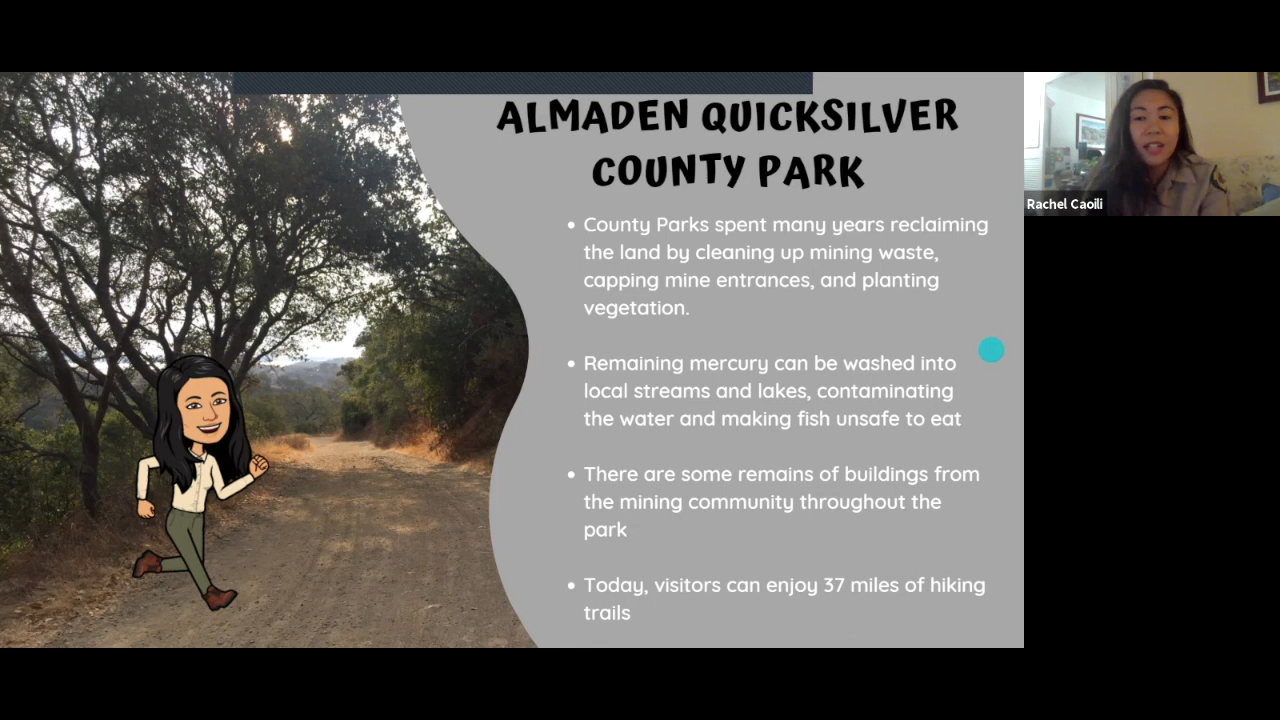 ALMADEN QUICKSILVER
COUNTY PARK
• County Parks spent many years reclaiming
the land by cleaning up mining waste,
capping mine entrances, and planting
vegetation.
• Remaining mercury can be washed into
local streams and lakes, contaminating
the water and making fish unsafe to eat
• There are some remains of buildings from
the mining community throughout the
park
• Today, visitors can enjoy 37 miles of hiking
trails
Rachel Caoili